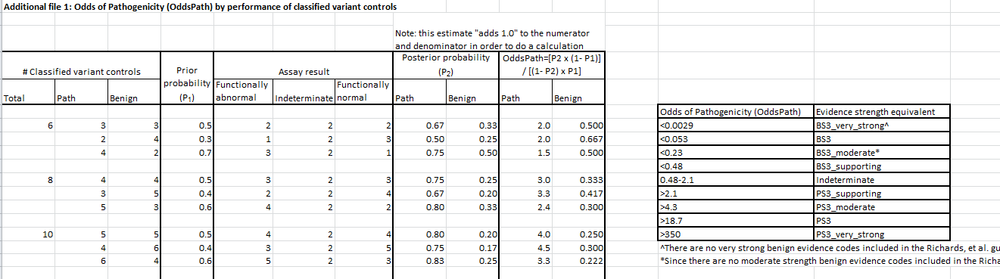 Additional file 1: Odds of Pathogenicity (OddsPath) by performance of classified variant controls
Note: this estimate "adds 1.0" to the numerator
and denominator in order to do a calculation
# Classified variant controls Prior probability (P1) Assay result Posterior probability (P2) OddsPath=[P2 x (1- P1)] / [(1- P2) x P1]
Total Path Benign Functionally abnormal Indeterminate Functionally normal Path Benign Path Benign
6 3 3 0.5 2 2 2 0.67 0.33 2.0 0.500
2 4 0.3 1 2 3 0.50 0.25 2.0 0.667
4 2 0.7 3 2 1 0.75 0.50 1.5 0.500
8 4 4 0.5 3 2 3 0.75 0.25 3.0 0.333
3 5 0.4 2 2 4 0.67 0.20 3.3 0.417
5 3 0.6 4 2 2 0.80 0.33 2.4 0.300
10 5 5 0.5 4 2 4 0.80 0.20 4.0 0.250
4 6 0.4 3 2 5 0.75 0.17 4.5 0.300
6 4 0.6 5 2 3 0.83 0.25 3.3 0.222
Odds of Pathogenicity (OddsPath) Evidence strength equivalent
<0.0029 BS3_very_strong^
<0.053 BS3
<0.23 BS3_moderate*
<0.48 BS3_supporting
0.48-2.1 Indeterminate
>2.1 PS3_supporting
>4.3 PS3_moderate
>18.7 PS3
>350 PS3_very_strong
^There are no very strong benign evidence codes included in the Richards, et al. gu
*Since there are no moderate strength benign evidence codes included in the Richa